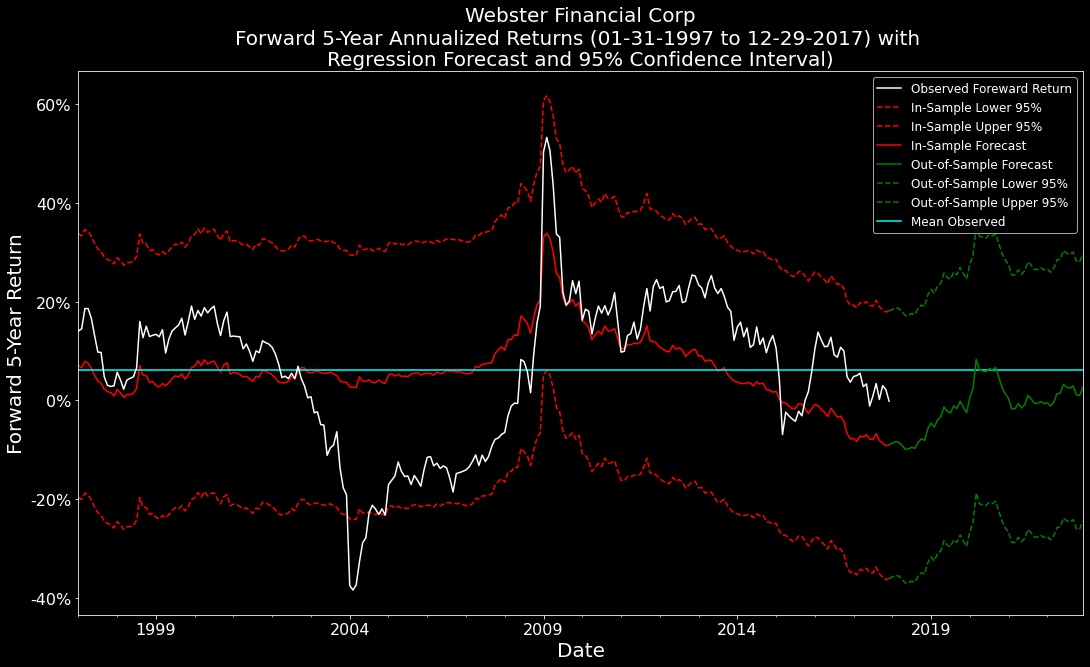 Webster Financial Corp
Forward 5-Year Annualized Returns (01-31-1997 to 12-29-2017) with
Regression Forecast and 95% Confidence Interval)
Observed Foreward Return
In-Sample Lower 95%
In-Sample Upper 95%
In-Sample Forecast
Out-of-Sample Forecast
Out-of-Sample Lower 95%
Out-of-Sample Upper 95%
Mean Observed
Forward 5-Year Return
60%
40%
20%
0%
-20%
-40%
1999
2004
2009
2014
2019
Date